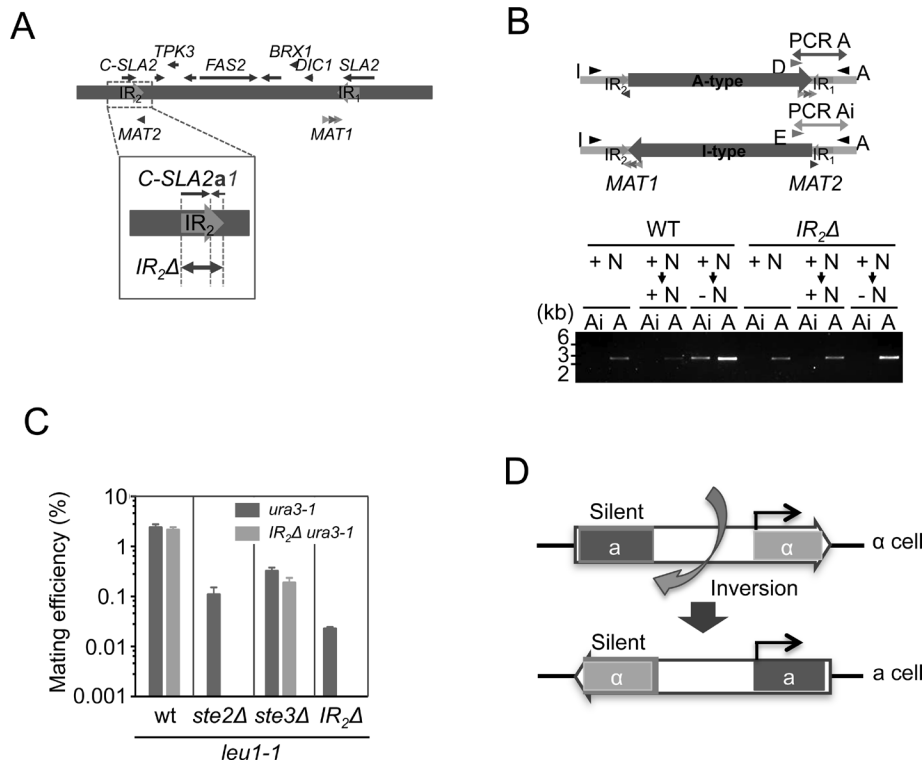 A
TPK3
BRX1
C-SLA2
FAS2
DIC1 SLA2
IR2
IR1
MAT2
MAT1
C-SLA2a1
IR2
IR2Δ
B
PCR A
D
I
A-type
A
IR2
IR1
PCR Ai
E
I
I-type
A
IR2
IR1
MAT1
MAT2
WT
IR2Δ
+ N
+ N
+ N
+ N
+ N
+ N
+ N
- N
+ N
- N
(kb)
Ai A
Ai A
Ai A
Ai A
Ai A
Ai A
6
3
2
C
Mating efficiency (%)
10
1
0.1
0.01
0.001
ura3-1
IR2Δ ura3-1
wt
ste2Δ
ste3Δ
IR2Δ
leu1-1
D
Silent
a
α
α cell
Inversion
Silent
α
a
a cell